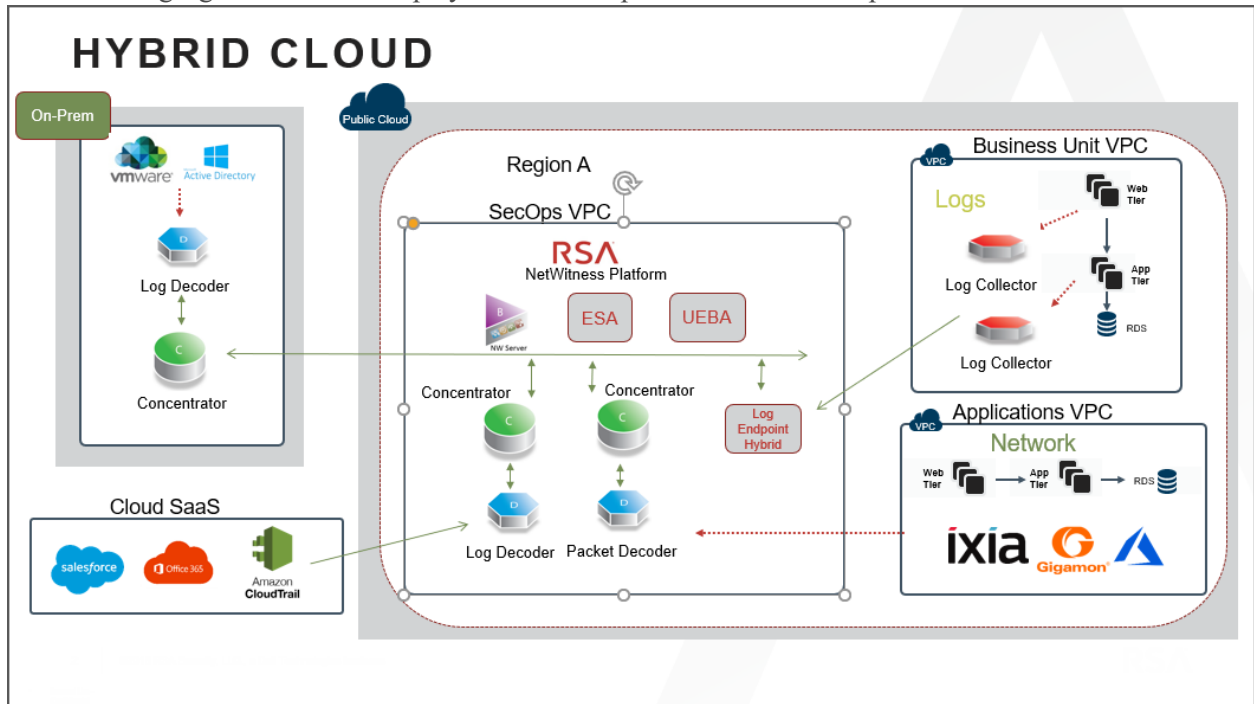 HYBRID CLOUD
On-Prem
vmware
Active Directory
D
Log Decoder
C
Concentrator
Cloud SaaS
salesforce
Office 365
Amazon
CloudTrail
Public Cloud
Region A
SecOps VPC
RSA
NetWitness Platform
B
NW Server
ESA
UEBA
Concentrator
Concentrator
C
C
Log
Endpoint
Hybrid
D
D
Log Decoder
Packet Decoder
Business Unit VPC
VPC
Logs
Web
Tier
Log Collector
App
Tier
Log Collector
RDS
Applications VPC
VPC
Network
Web
Tier
App
Tier
RDS
ixia
Gigamon